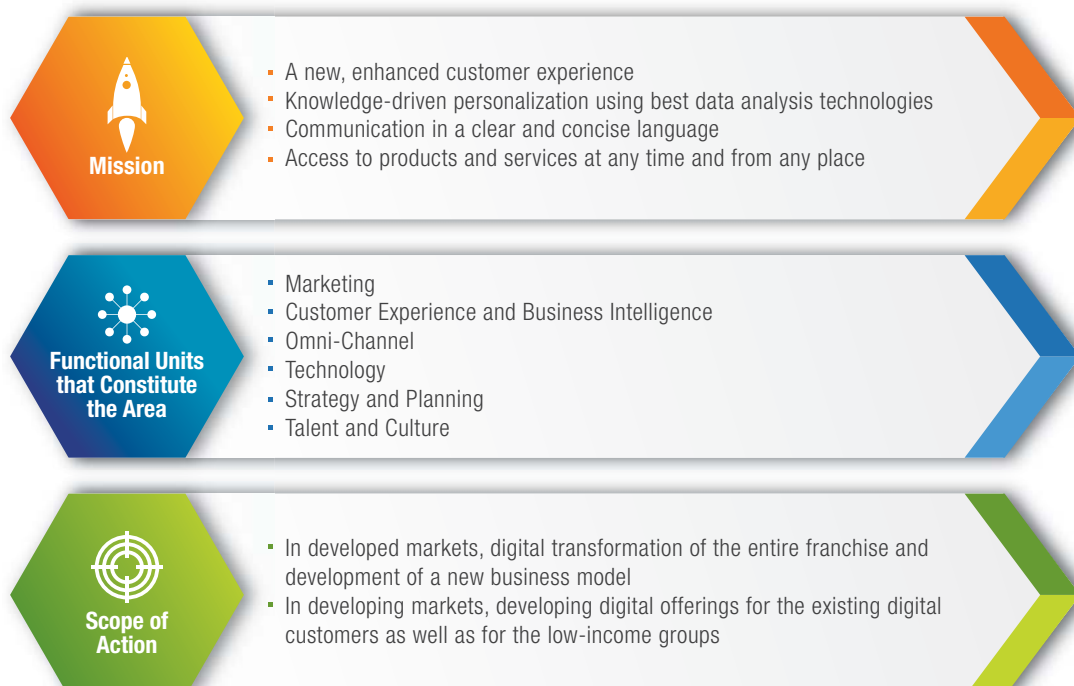 Mission
▪ A new, enhanced customer experience
▪ Knowledge-driven personalization using best data analysis technologies
▪ Communication in a clear and concise language
▪ Access to products and services at any time and from any place
Functional Units
that Constitute
the Area
▪ Marketing
▪ Customer Experience and Business Intelligence
▪ Omni-Channel
▪ Technology
▪ Strategy and Planning
▪ Talent and Culture
Scope of
Action
▪ In developed markets, digital transformation of the entire franchise and
development of a new business model
▪ In developing markets, developing digital offerings for the existing digital
customers as well as for the low-income groups